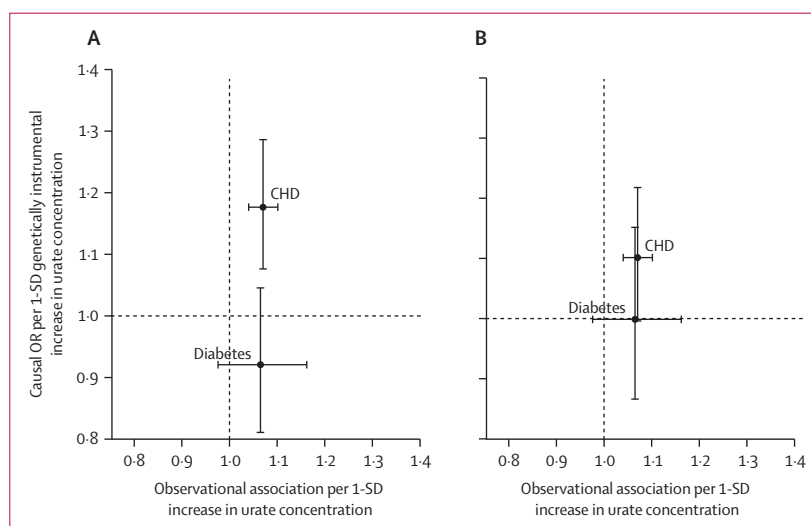 A
B
Causal OR per 1-SD genetically instrumental
increase in urate concentration
1·4
1·3
1·2
1·1
1·0
0·9
0·8
CHD
Diabetes
0·8 0·9 1·0 1·1 1·2 1·3 1·4
Observational association per 1-SD
increase in urate concentration
CHD
Diabetes
0·8 0·9 1·0 1·1 1·2 1·3 1·4
Observational association per 1-SD
increase in urate concentration